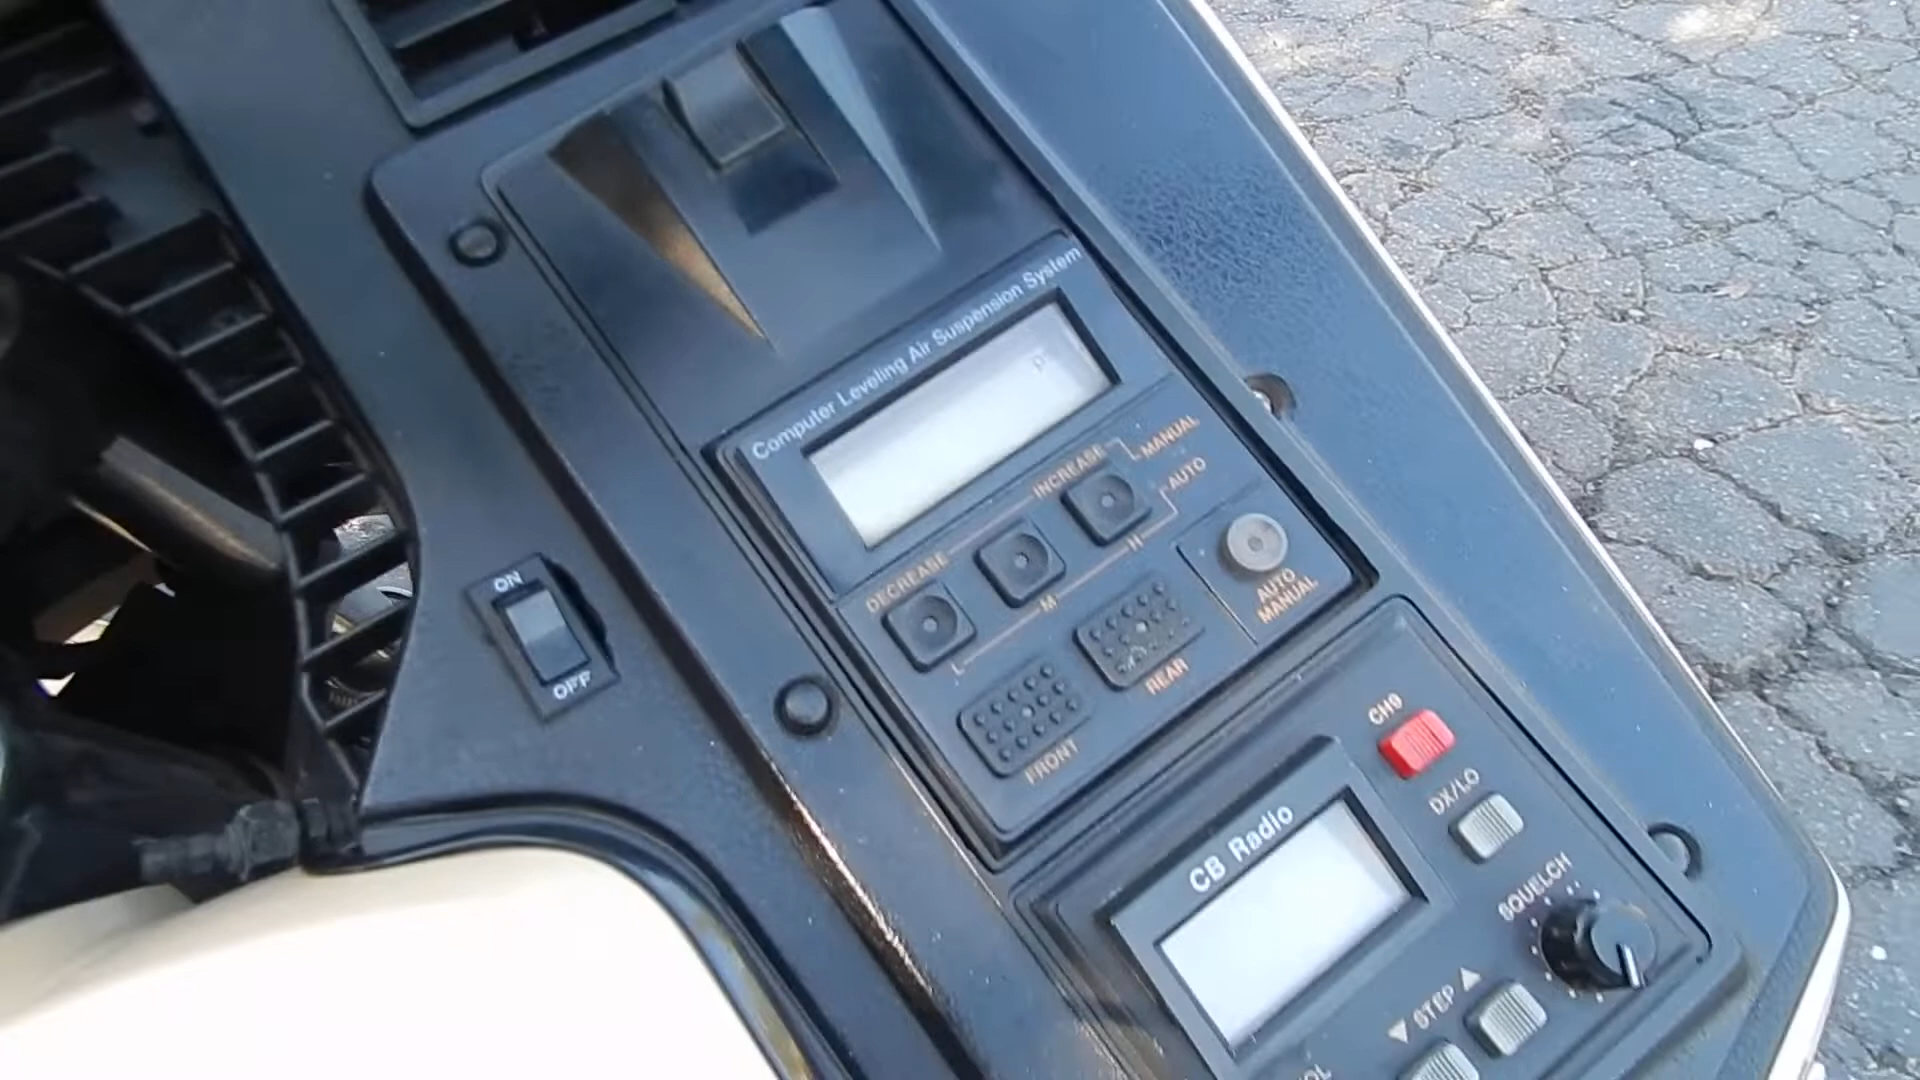 Computer Leveling Air Suspension System
P
DECREASE
INCREASE
MANUAL
AUTO
L
M
H
AUTO
MANUAL
FRONT
REAR
ON
OFF
CB Radio
CH9
DX/LO
SQUELCH
▼ STEP ▲